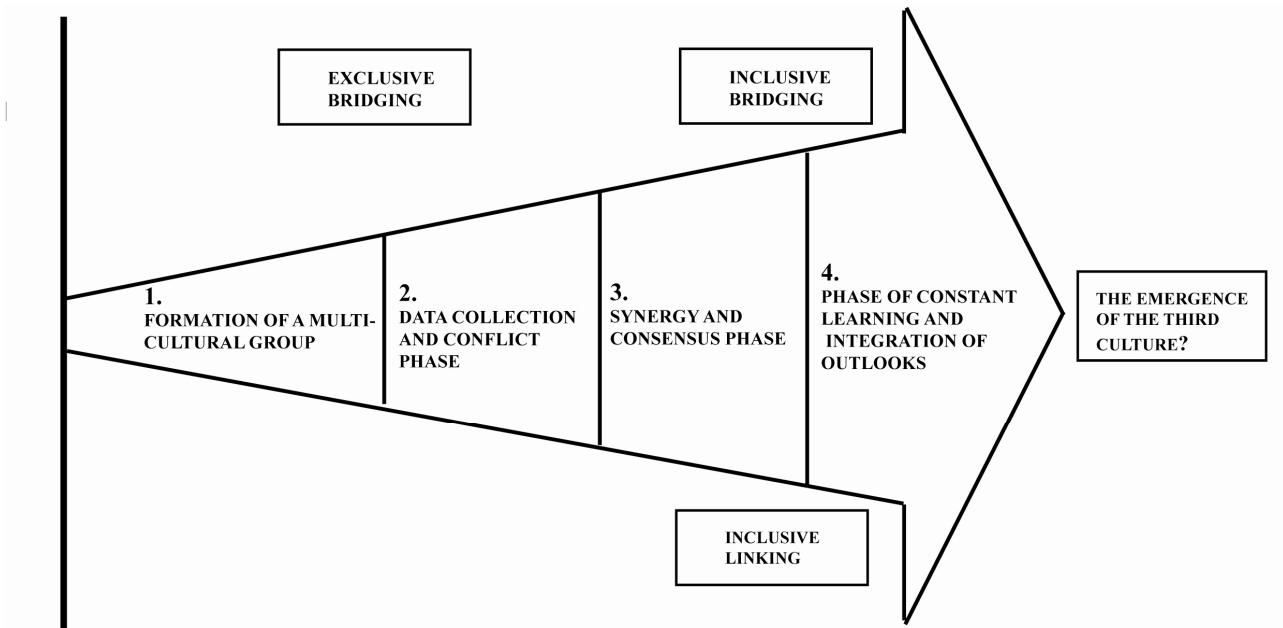 EXCLUSIVE
BRIDGING
INCLUSIVE
BRIDGING
1.
FORMATION OF A MULTI-
CULTURAL GROUP
2.
DATA COLLECTION
AND CONFLICT
PHASE
3.
SYNERGY AND
CONSENSUS PHASE
4.
PHASE OF CONSTANT
LEARNING AND
INTEGRATION OF
OUTLOOKS
THE EMERGENCE
OF THE THIRD
CULTURE?
INCLUSIVE
LINKING